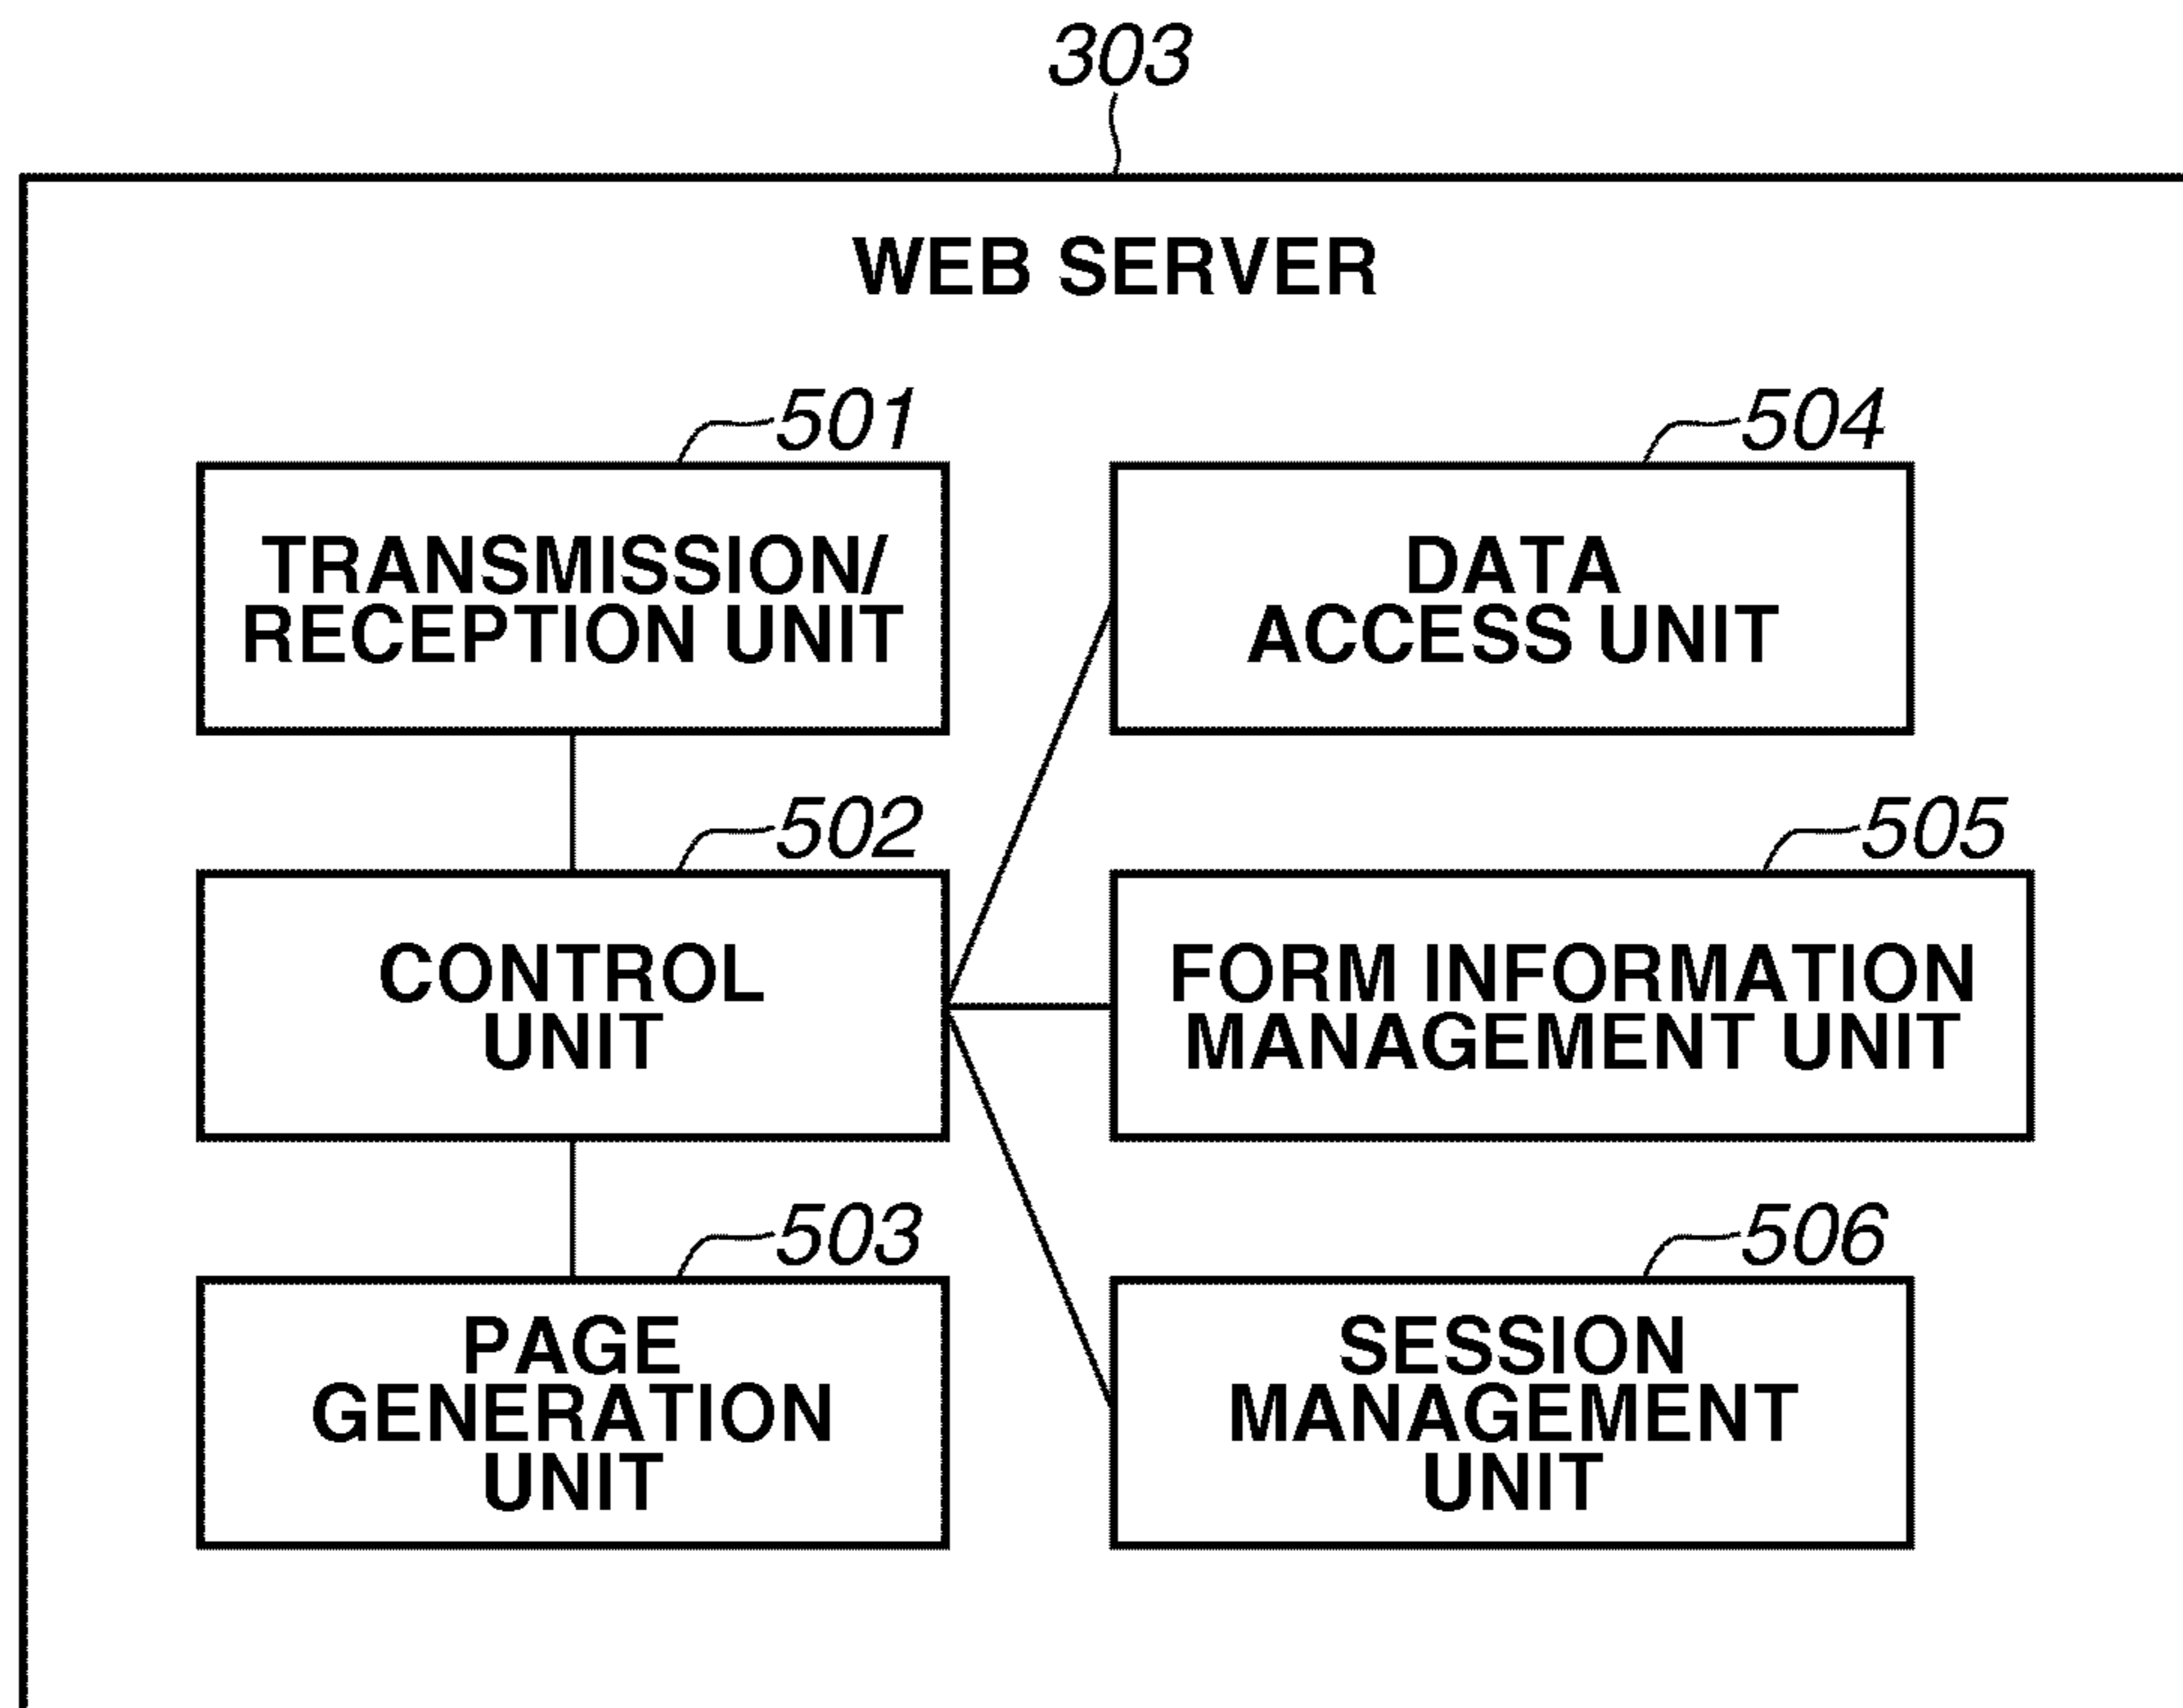 303
WEB SERVER
501
TRANSMISSION/
RECEPTION UNIT
504
DATA
ACCESS UNIT
502
CONTROL
UNIT
505
FORM INFORMATION
MANAGEMENT UNIT
503
PAGE
GENERATION
UNIT
506
SESSION
MANAGEMENT
UNIT